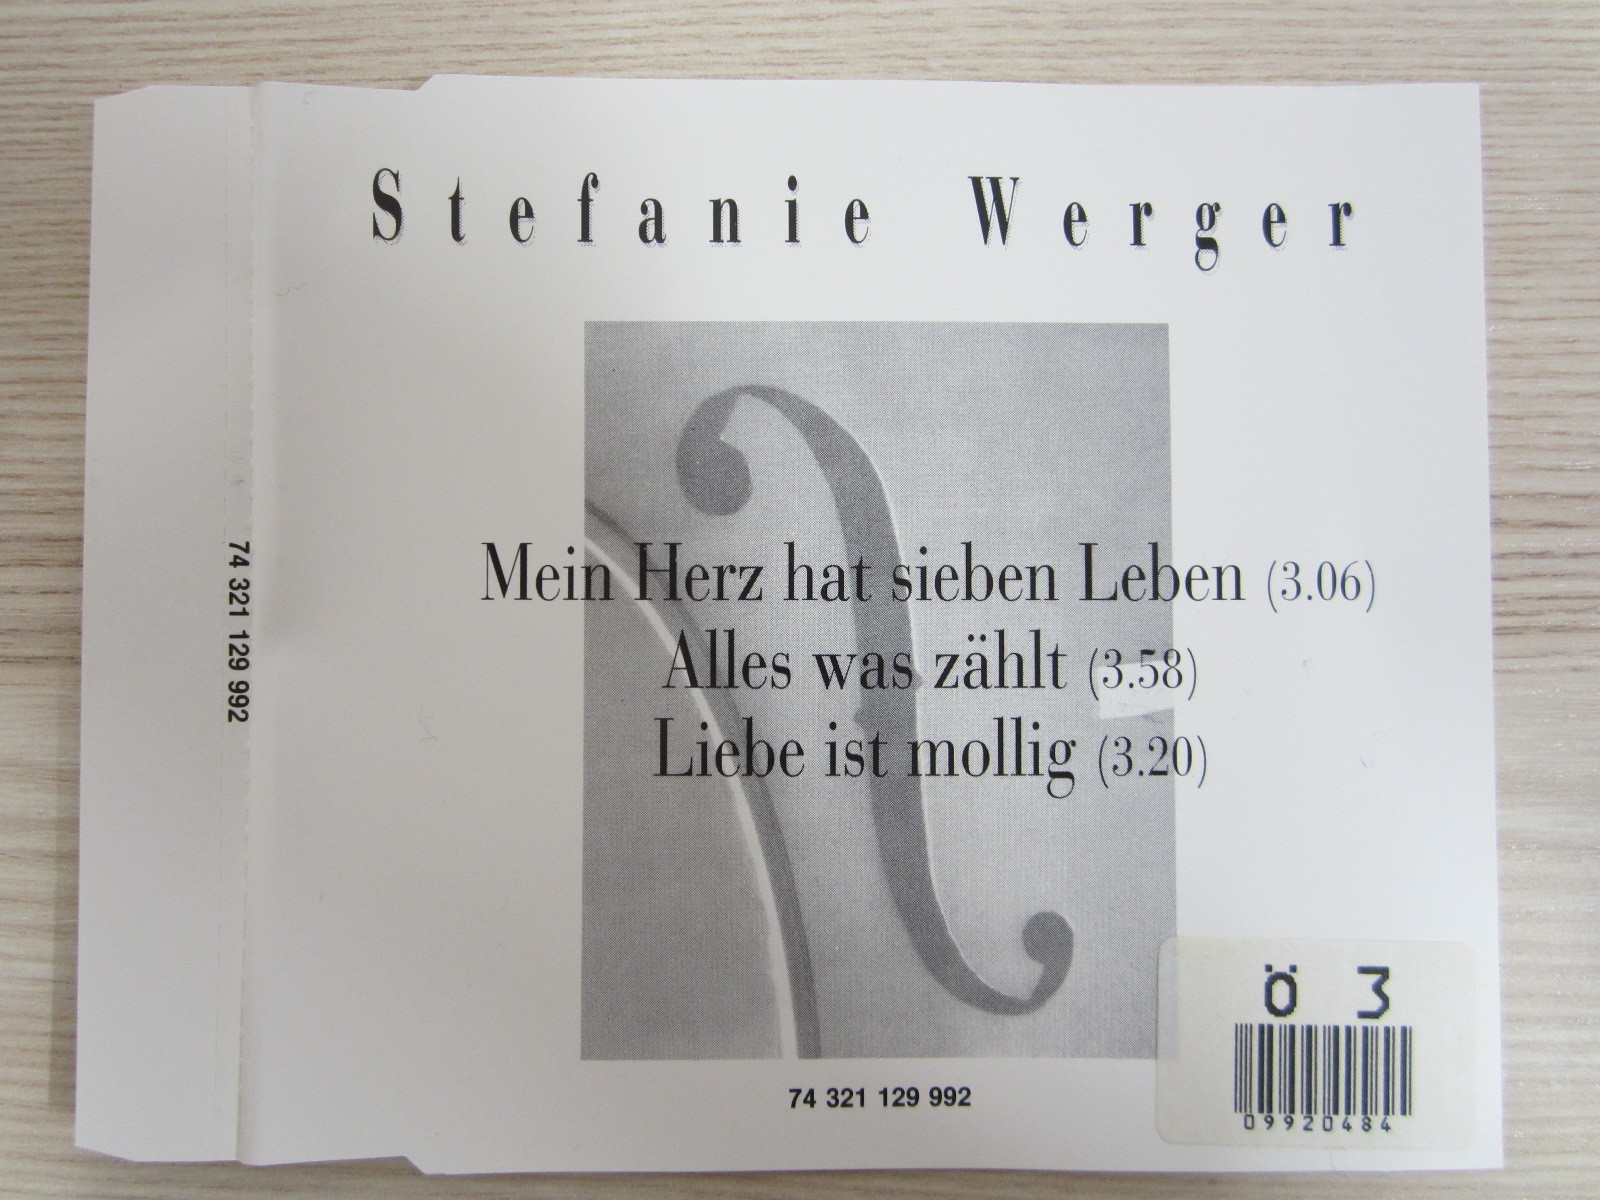 Stefanie Werger
Mein Herz hat sieben Leben (3.06)
Alles was zählt (3.58)
Liebe ist mollig (3.20)
74 321 129 992
74 321 129 992
Ö 3
09920484